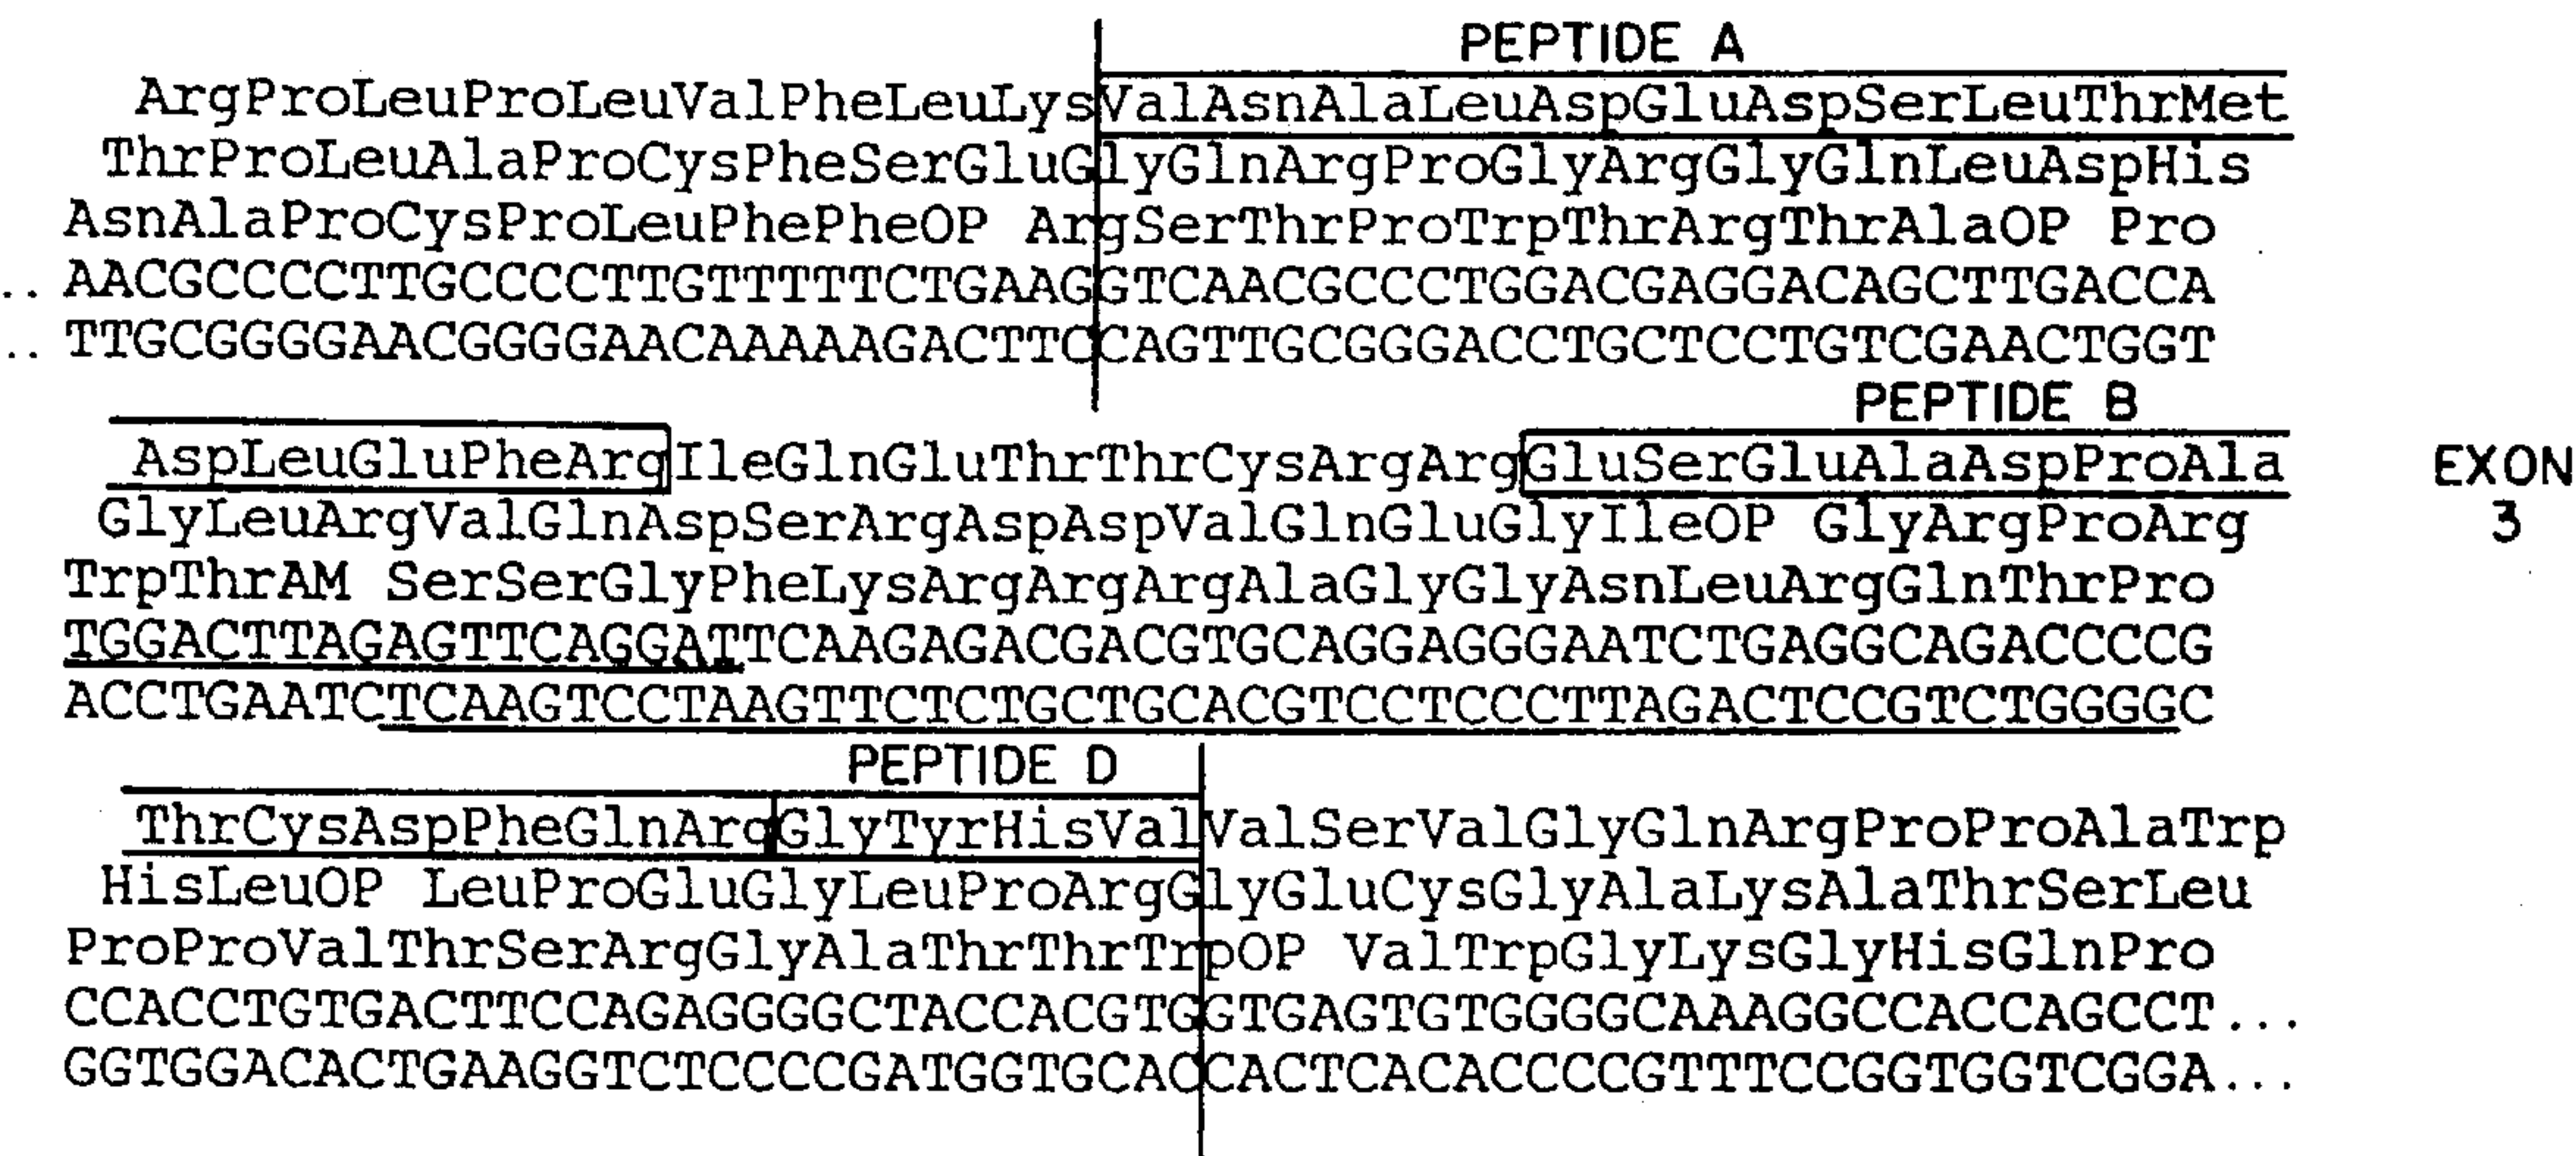 PEPTIDE A
ArgProLeuProLeuValPheLeuLysValAsnAlaLeuAspGluAspSerLeuThrMet
ThrProLeuAlaProCysPheSerGluGlyGlnArgProGlyArgGlyGlnLeuAspHis
AsnAlaProCysProLeuPhePheOP ArgSerThrProTrpThrArgThrAlaOP Pro
.. AACGCCCCTTGCCCCTTGTTTTTCTGAAGGTCAACGCCCTGGACGAGGACAGCTTGACCA
.. TTGCGGGGAACGGGGAACAAAAAGACTTCCAGTTGCGGGACCTGCTCCTGTCGAACTGGT
PEPTIDE B
AspLeuGluPheArgIleGlnGluThrThrCysArgArgGluSerGluAlaAspProAla EXON
GlyLeuArgValGlnAspSerArgAspAspValGlnGluGlyIleOP GlyArgProArg 3
TrpThrAM SerSerGlyPheLysArgArgArgAlaGlyGlyAsnLeuArgGlnThrPro
TGGACTTAGAGTTCAGGATTCAAGAGACGACGTGCAGGAGGGAATCTGAGGCAGACCCCG
ACCTGAATCTCAAGTCCTAAGTTCTCTGCTGCACGTCCTCCCTTAGACTCCGTCTGGGGC
PEPTIDE D
ThrCysAspPheGlnArgGlyTyrHisValValSerValGlyGlnArgProProAlaTrp
HisLeuOP LeuProGluGlyLeuProArgGlyGluCysGlyAlaLysAlaThrSerLeu
ProProValThrSerArgGlyAlaThrThrTrpOP ValTrpGlyLysGlyHisGlnPro
CCACCTGTGACTTCCAGAGGGGCTACCACGTGGTGAGTGTGGGGCAAAGGCCACCAGCCT...
GGTGGACACTGAAGGTCTCCCCGATGGTGCACCACTCACACCCCGTTTCCGGTGGTCGGA...